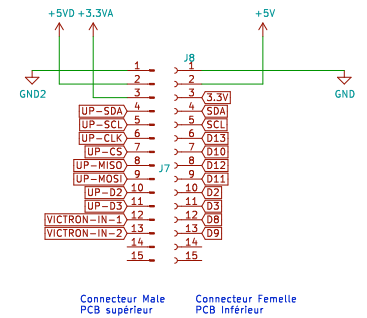 +5VD +3.3VA +5V
J8
1 1
2 2
GND2 GND
3 3 3.3V
UP-SDA 4 4 SDA
UP-SCL 5 5 SCL
UP-CLK 6 6 D13
UP-CS 7 7 D10
UP-MISO 8 8 D12
J7
UP-MOSI 9 9 D11
UP-D2 10 10 D2
UP-D3 11 11 D3
VICTRON-IN-1 12 12 D8
VICTRON-IN-2 13 13 D9
14 14
15 15
Connecteur Male Connecteur Femelle
PCB supérieur PCB Inférieur